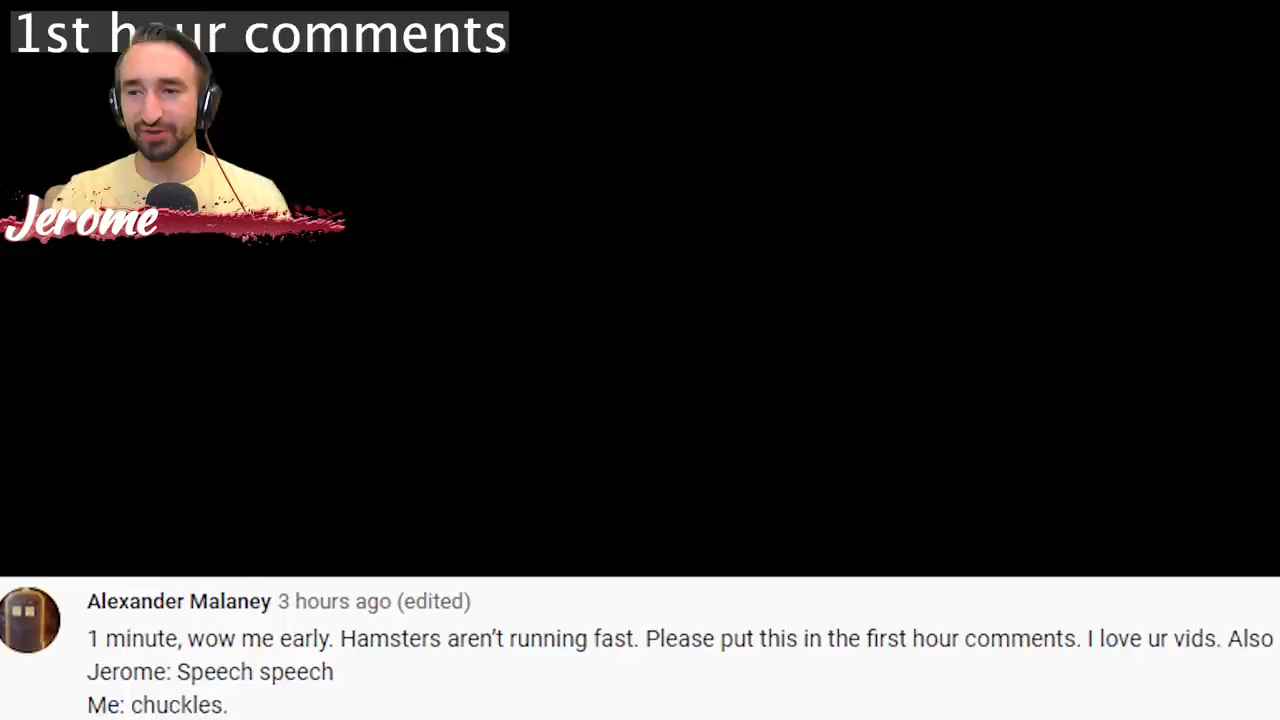 1st hour comments
Jerome
Alexander Malaney 3 hours ago (edited)
1 minute, wow me early. Hamsters aren’t running fast. Please put this in the first hour comments. I love ur vids. Also
Jerome: Speech speech
Me: chuckles.